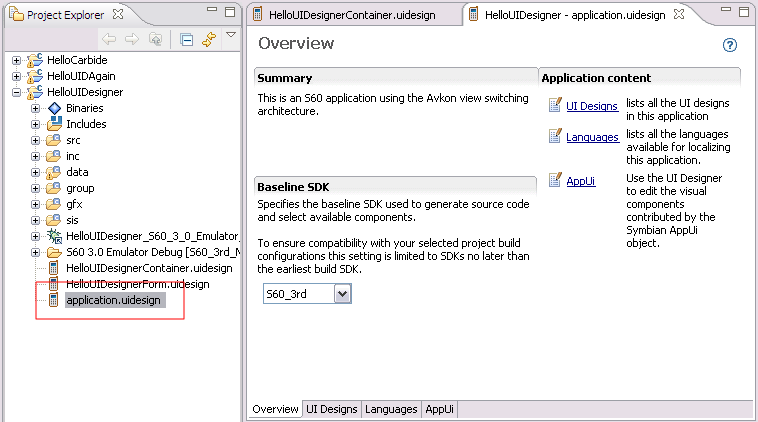 Project Explorer
HelloCarbide
HelloUIDAgain
HelloUIDesigner
Binaries
Includes
src
inc
data
group
gfx
sis
HelloUIDesigner_S60_3_0_Emulator_
S60 3.0 Emulator Debug [S60_3rd_
HelloUIDesignerContainer.uidesign
HelloUIDesignerForm.uidesign
application.uidesign
HelloUIDesignerContainer.uidesign
HelloUIDesigner - application.uidesign
Overview
?
Summary
This is an S60 application using the Avkon view switching
architecture.
Baseline SDK
Specifies the baseline SDK used to generate source code
and select available components.
To ensure compatibility with your selected project build
configurations this setting is limited to SDKs no later than
the earliest build SDK.
S60_3rd
Application content
UI Designs lists all the UI designs
in this application
Languages lists all the languages
available for localizing
this application.
AppUi Use the UI Designer
to edit the visual
components
contributed by the
Symbian AppUi
object.
Overview UI Designs Languages AppUi